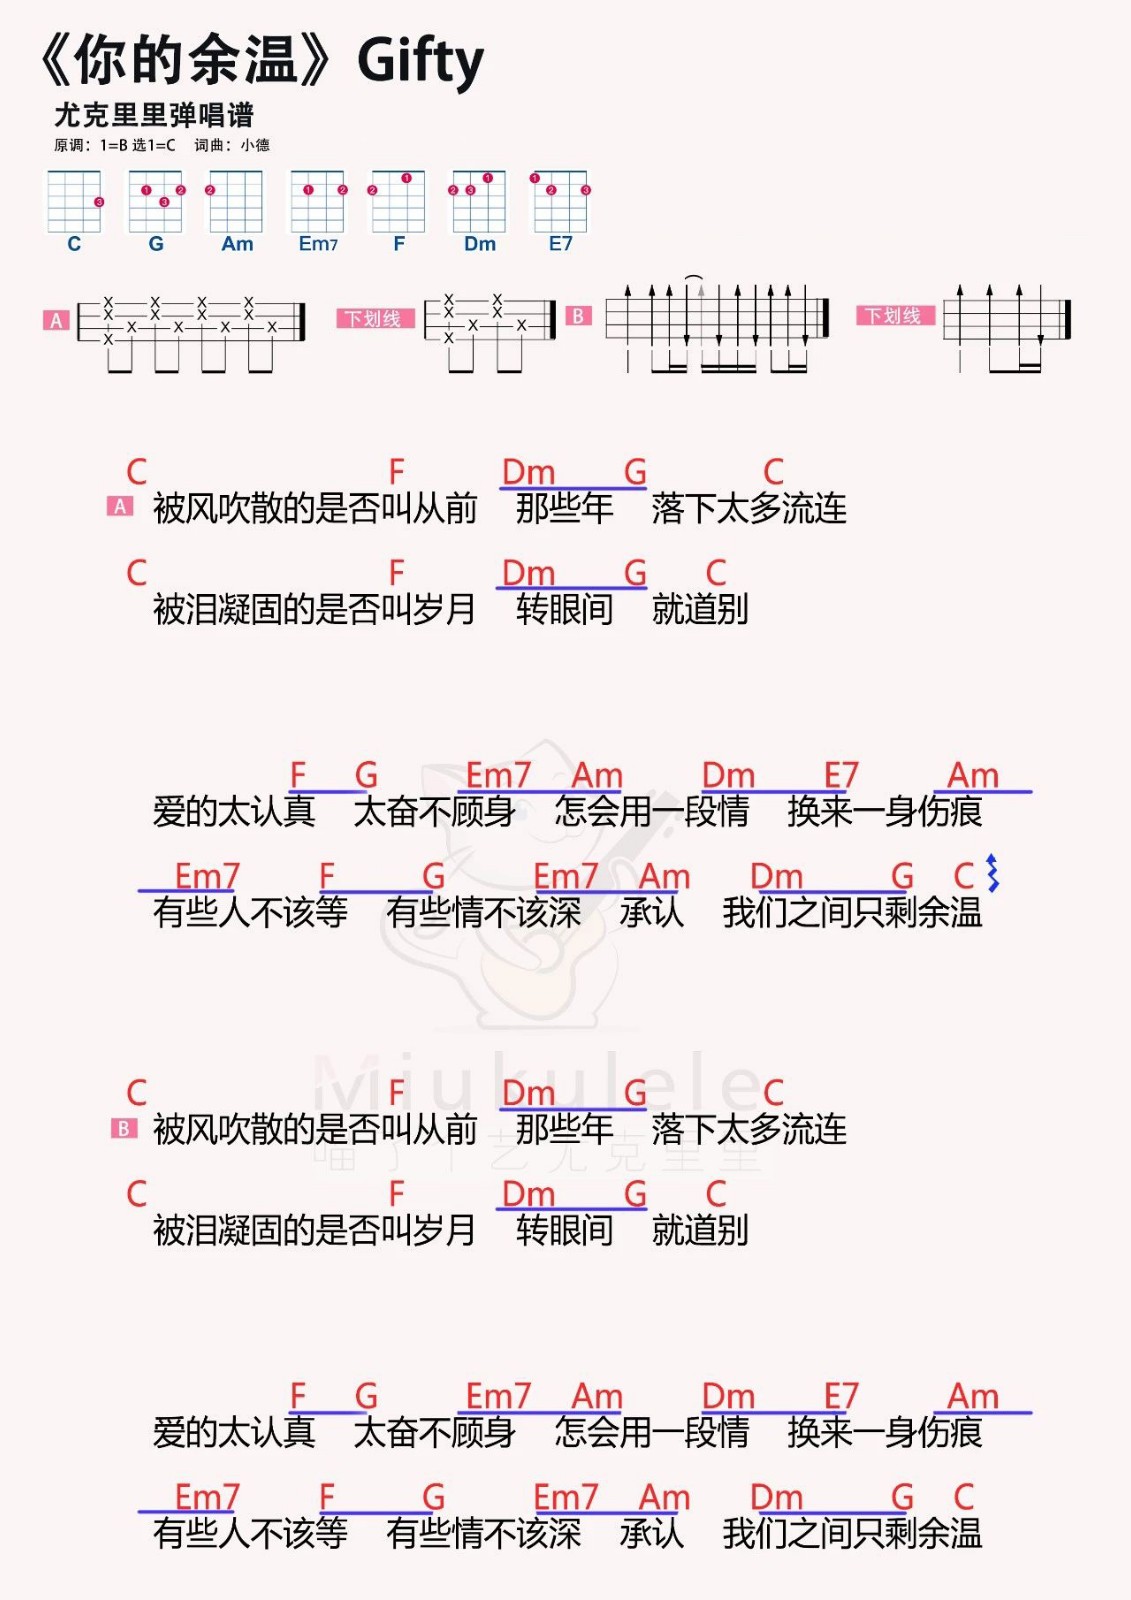 《你的余温》Gifty
尤克里里弹唱谱
原调：1=B 选1=C 词曲：小德
C G Am Em7 F Dm E7
A 下划线 B 下划线
C F Dm G C
A 被风吹散的是否叫从前 那些年 落下太多流连
C F Dm G C
被泪凝固的是否叫岁月 转眼间 就道别
F G Em7 Am Dm E7 Am
爱的太认真 太奋不顾身 怎会用一段情 换来一身伤痕
Em7 F G Em7 Am Dm G C
有些人不该等 有些情不该深 承认 我们之间只剩余温
Miukulele
C F Dm G C
B 被风吹散的是否叫从前 那些年 落下太多流连
C F Dm G C
被泪凝固的是否叫岁月 转眼间 就道别
F G Em7 Am Dm E7 Am
爱的太认真 太奋不顾身 怎会用一段情 换来一身伤痕
Em7 F G Em7 Am Dm G C
有些人不该等 有些情不该深 承认 我们之间只剩余温